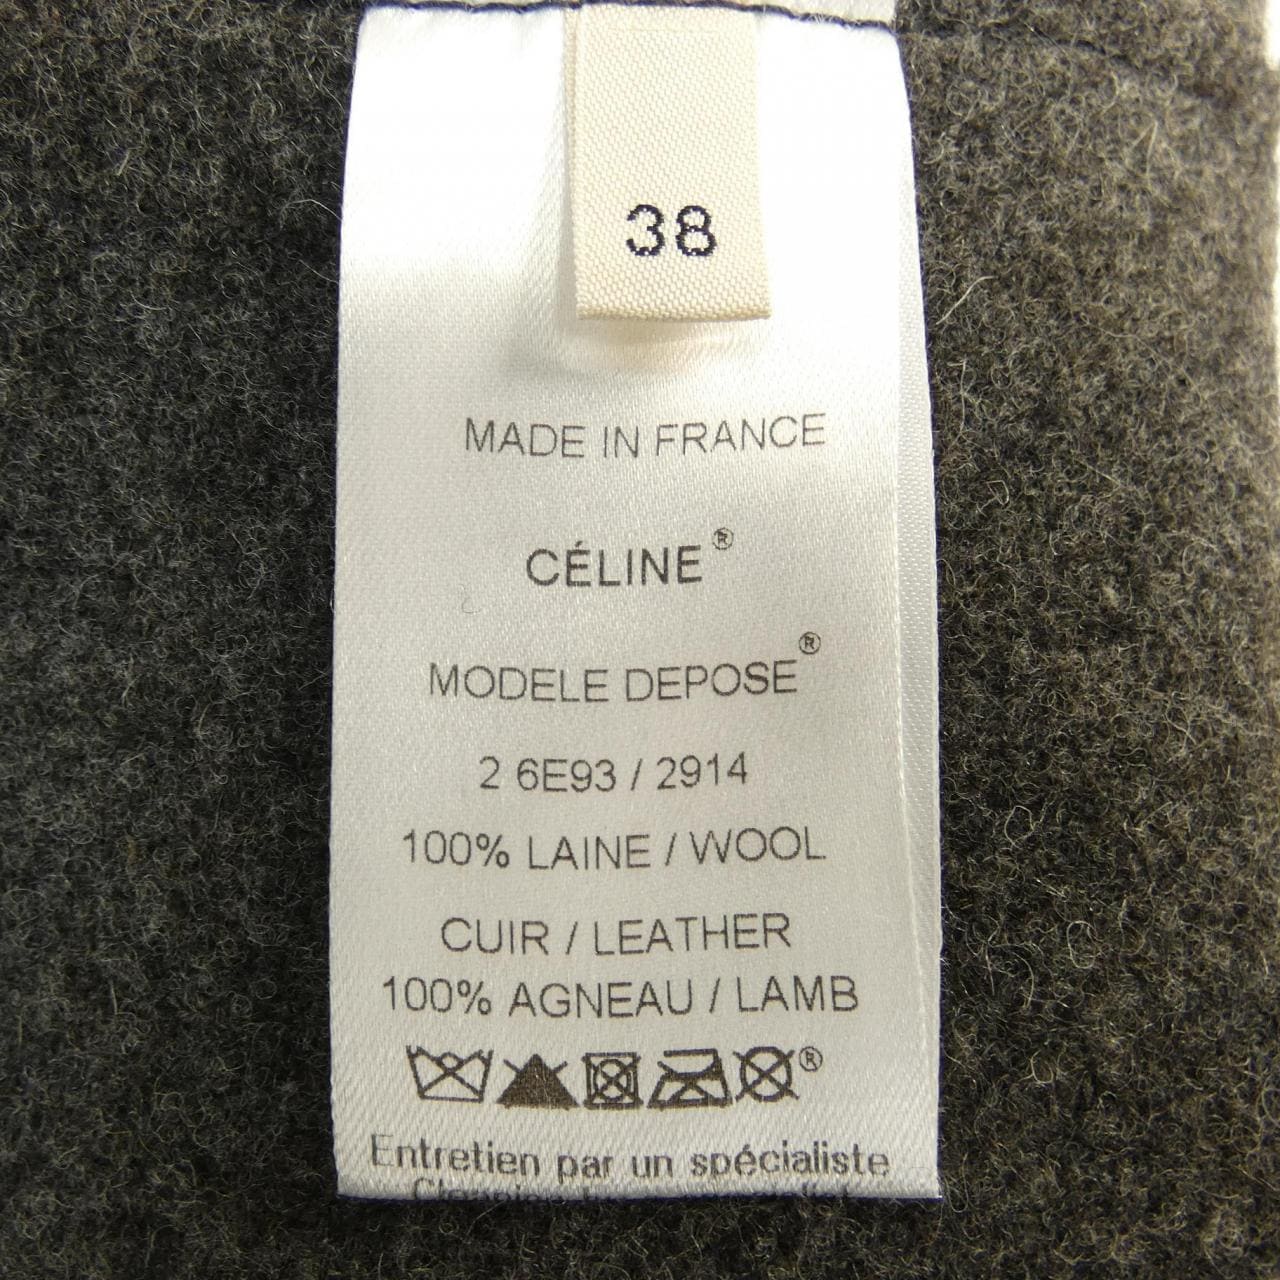 38
MADE IN FRANCE
CÉLINE®
MODELE DEPOSE®
2 6E93 / 2914
100% LAINE / WOOL
CUIR / LEATHER
100% AGNEAU / LAMB
®
Entretien par un spécialiste